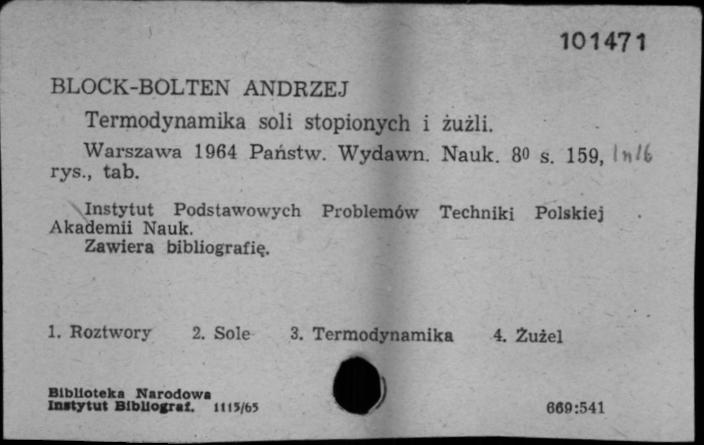 101471
BLOCK-BOLTEN ANDRZEJ
Termodynamika soli stopionych i żużli.
Warszawa 1964 Państw. Wydawn. Nauk. 8⁰ s. 159,
rys., tab.
Instytut Podstawowych Problemów Techniki Polskiej
Akademii Nauk.
Zawiera bibliografię.
1. Roztwory 2. Sole 3. Termodynamika 4. Żużel
Biblioteka Narodowa
Instytut Bibliograf. 1115/65
669:541